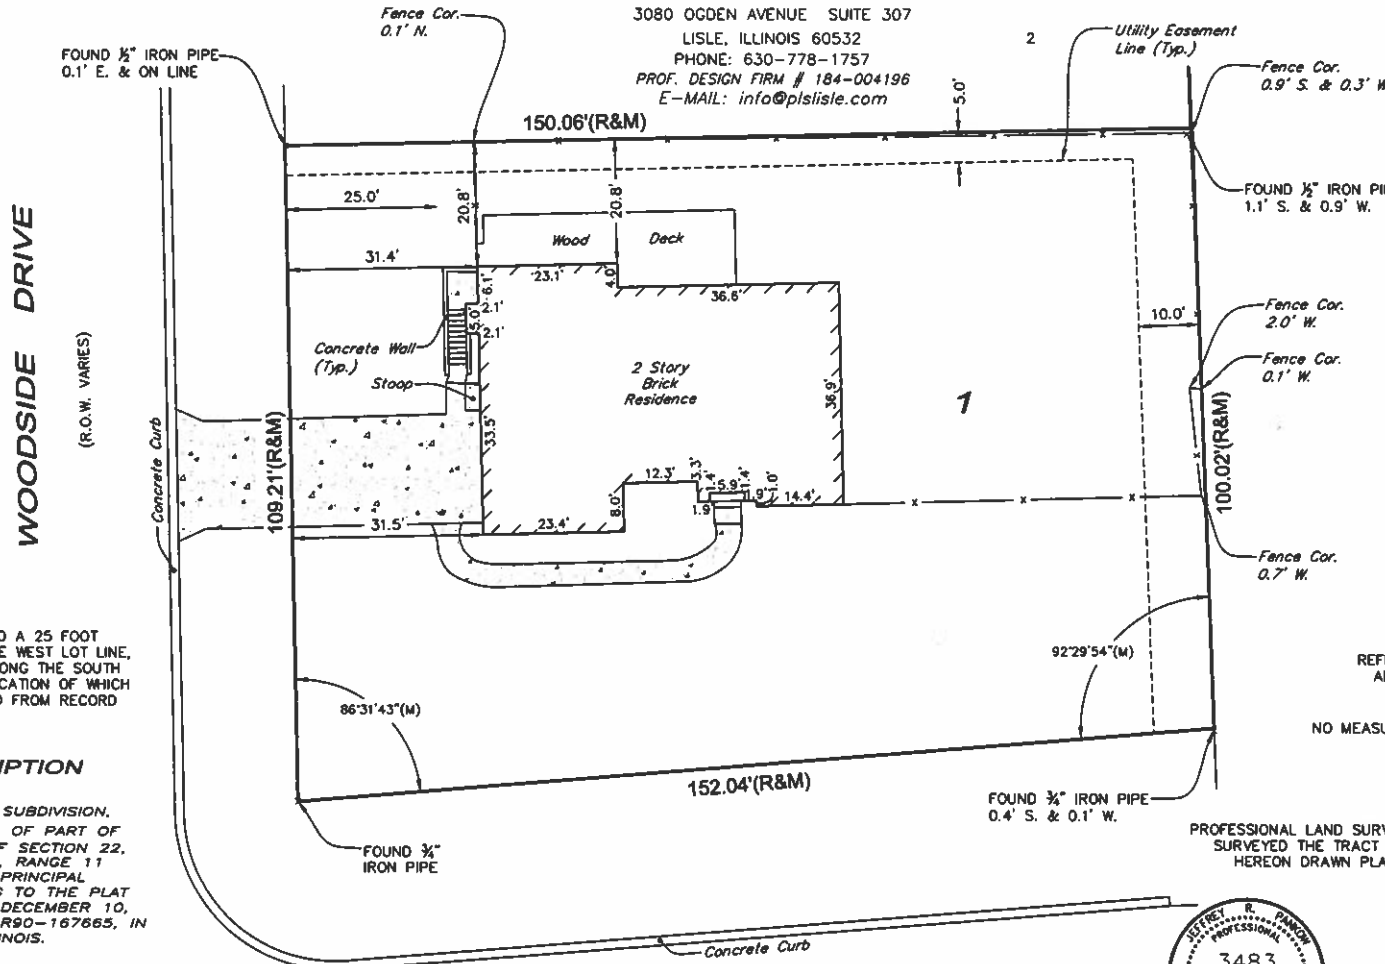 3080 OGDEN AVENUE SUITE 307
LISLE, ILLINOIS 60532
PHONE: 630-778-1757
PROF. DESIGN FIRM # 184-004196
E-MAIL: info@plslisle.com
Fence Cor.
0.1' N.
FOUND ½" IRON PIPE
0.1' E. & ON LINE
2
Utility Easement
Line (Typ.)
Fence Cor.
0.9' S. & 0.3' W
150.06'(R&M)
5.0'
FOUND ½" IRON PI
1.1' S. & 0.9' W.
25.0'
20.8'
20.8'
Wood Deck
31.4'
23.1'
4.0'
36.6'
6.1'
2.1'
5.0'
2.1'
10.0'
Fence Cor.
2.0' W.
Fence Cor.
0.1' W.
Concrete Wall
(Typ.)
Stoop
2 Story
Brick
Residence
36.9'
1
WOODSIDE DRIVE
(R.O.W. VARIES)
Concrete Curb
109.21'(R&M)
33.5'
100.02'(R&M)
12.3'
3.3'
1.4'
5.9'
1.4'
1.9'
1.0'
8.0'
1.9'
14.4'
31.5'
23.4'
Fence Cor.
0.7' W.
A 25 FOOT
E WEST LOT LINE,
ONG THE SOUTH
CATION OF WHICH
FROM RECORD
86°31'43"(M)
92°29'54"(M)
REF
A
NO MEASU
IPTION
SUBDIVISION,
OF PART OF
F SECTION 22,
, RANGE 11
PRINCIPAL
TO THE PLAT
DECEMBER 10,
R90-167665, IN
INOIS.
152.04'(R&M)
FOUND ¾" IRON PIPE
0.4' S. & 0.1' W.
FOUND ¾"
IRON PIPE
PROFESSIONAL LAND SURV
SURVEYED THE TRACT
HEREON DRAWN PLA
Concrete Curb
JEFFREY R. PANKOW
PROFESSIONAL
3483